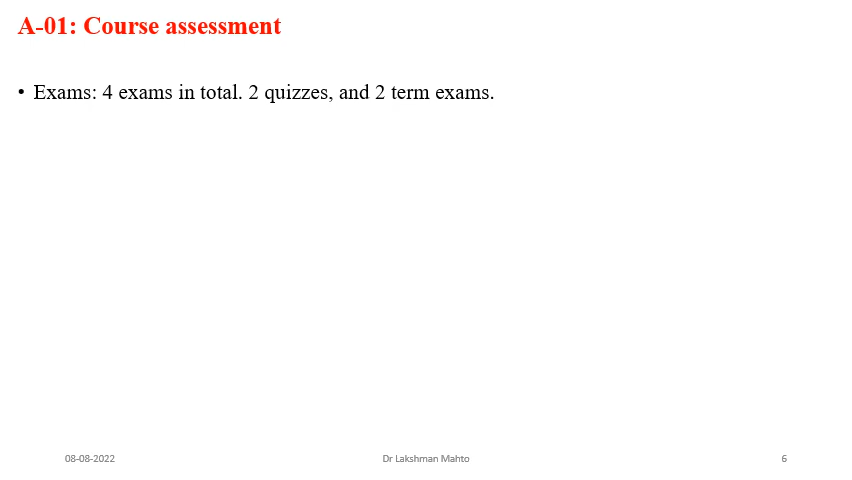 A-01: Course assessment
• Exams: 4 exams in total. 2 quizzes, and 2 term exams.
08-08-2022
Dr Lakshman Mahto
6